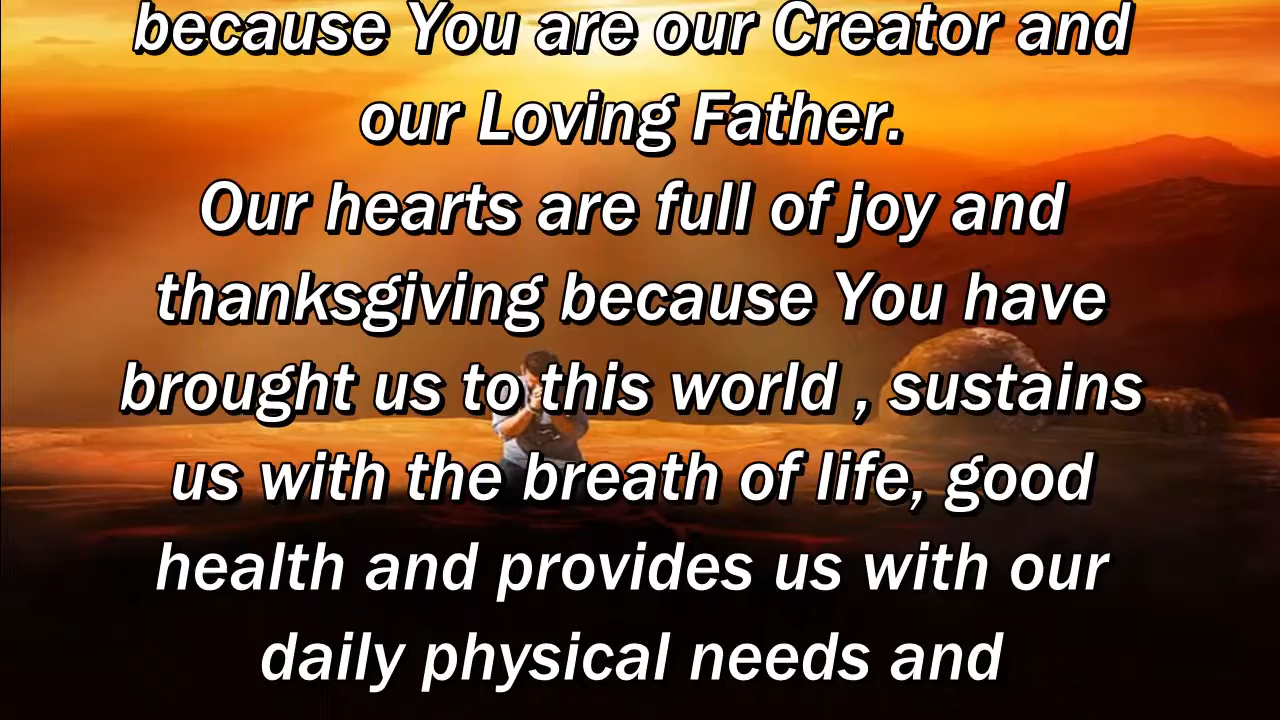 because You are our Creator and
our Loving Father.
Our hearts are full of joy and
thanksgiving because You have
brought us to this world , sustains
us with the breath of life, good
health and provides us with our
daily physical needs and